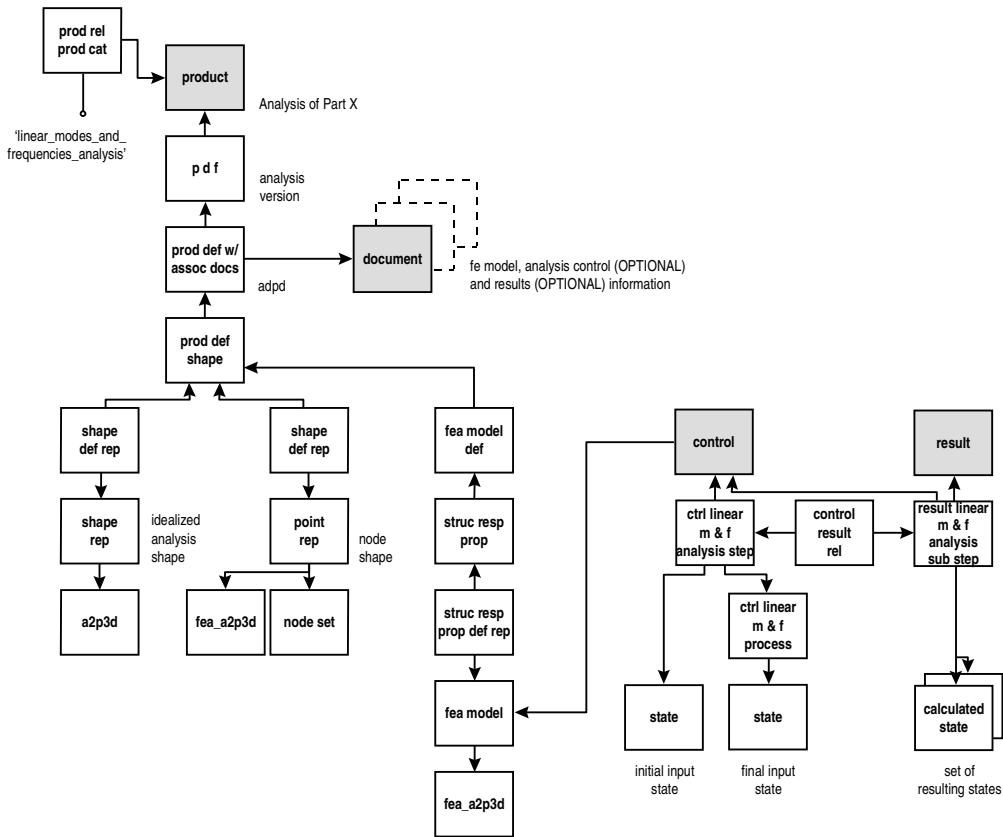 prod rel
prod cat
product
Analysis of Part X
'linear_modes_and_
frequencies_analysis'
p d f
analysis
version
prod def w/
assoc docs
adpd
document
fe model, analysis control (OPTIONAL)
and results (OPTIONAL) information
prod def
shape
shape
def rep
shape
def rep
fea model
def
control
result
shape
rep
idealized
analysis
shape
point
rep
node
shape
struc resp
prop
ctrl linear
m & f
analysis step
control
result
rel
result linear
m & f
analysis
sub step
a2p3d
fea_a2p3d
node set
struc resp
prop def rep
ctrl linear
m & f
process
fea model
state
state
calculated
state
initial input
state
final input
state
set of
resulting states
fea_a2p3d